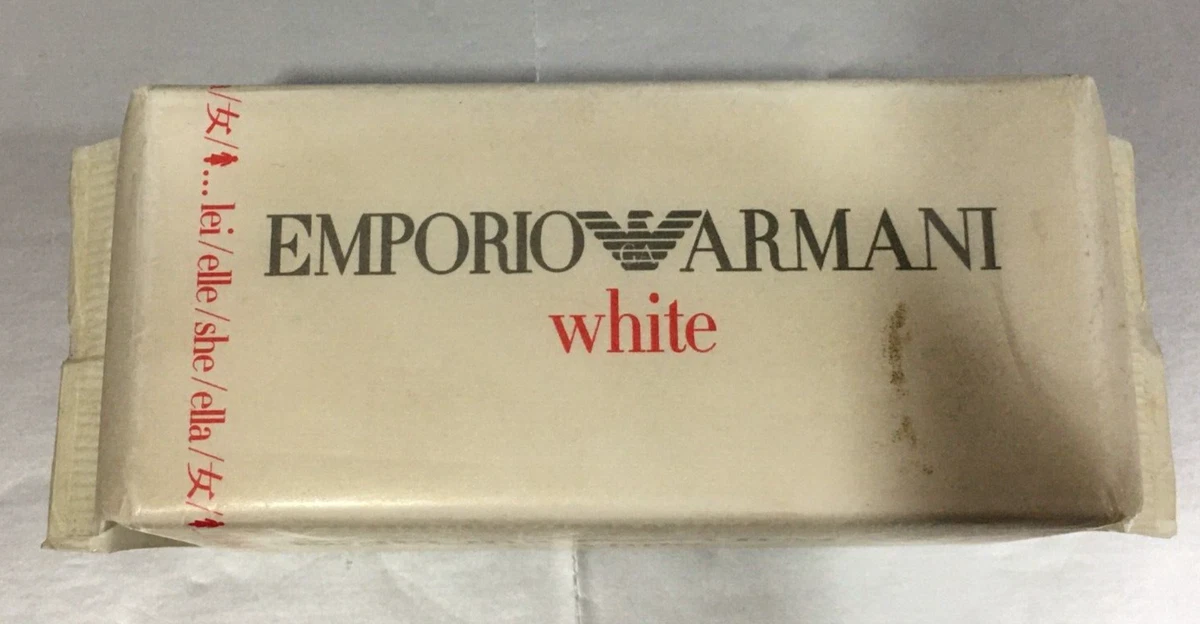 EMPORIO ARMANI
white
/女/... lei/elle/she/ella/女/